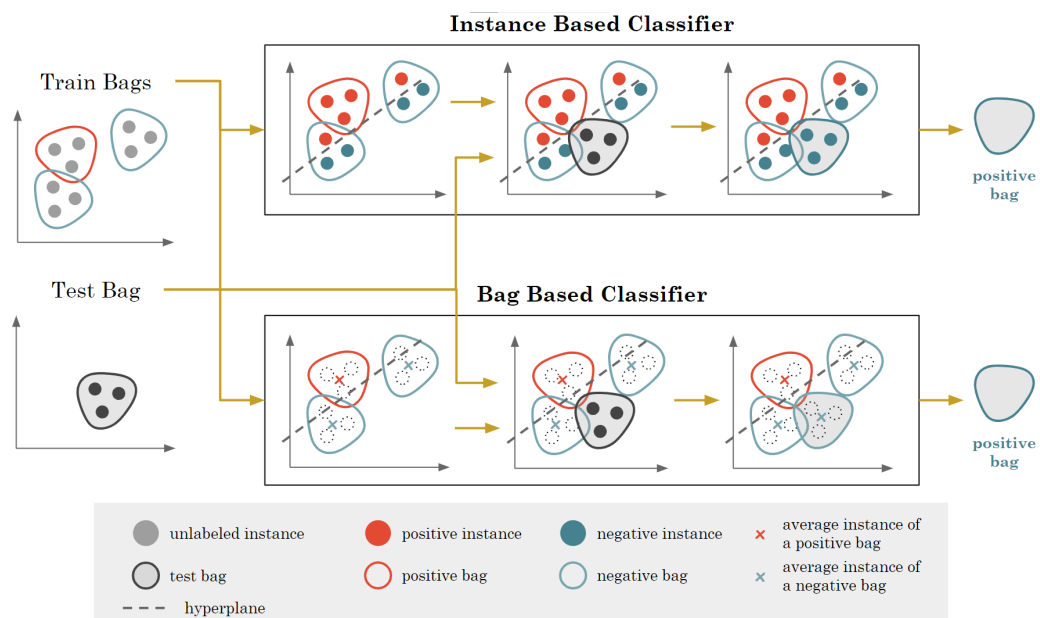 Instance Based Classifier
Train Bags
positive
bag
Test Bag
Bag Based Classifier
positive
bag
unlabeled instance
positive instance
negative instance
average instance of
a positive bag
test bag
positive bag
negative bag
average instance of
a negative bag
hyperplane